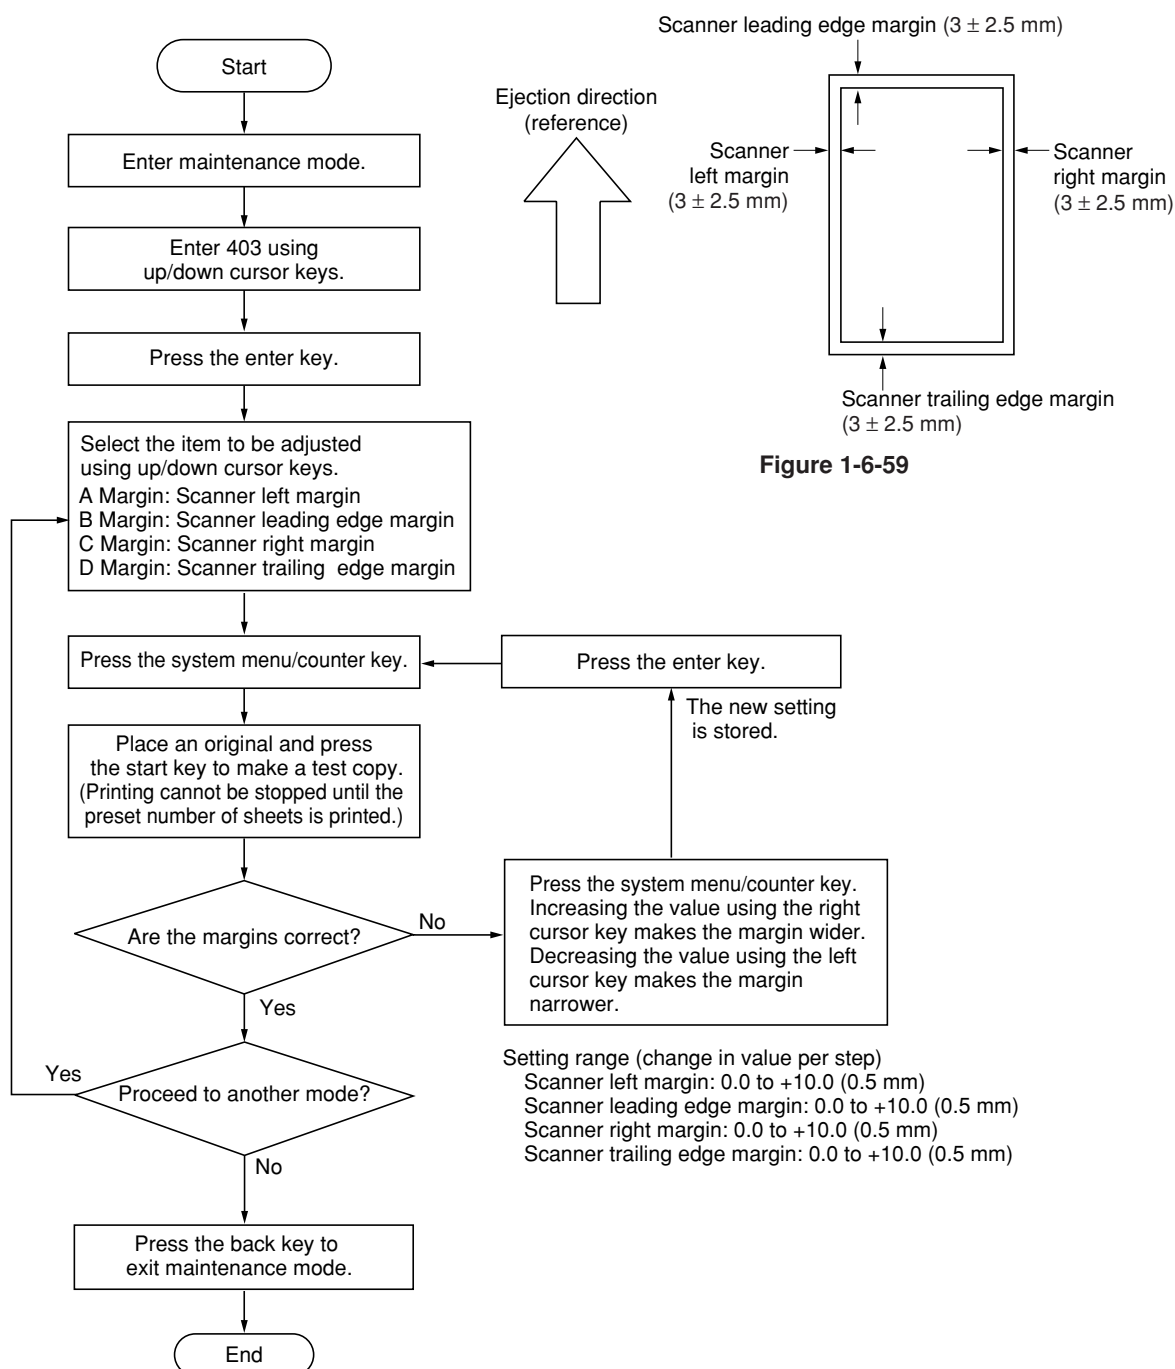 Start
Enter maintenance mode.
Enter 403 using
up/down cursor keys.
Press the enter key.
Select the item to be adjusted
using up/down cursor keys.
A Margin: Scanner left margin
B Margin: Scanner leading edge margin
C Margin: Scanner right margin
D Margin: Scanner trailing  edge margin
Press the system menu/counter key.
Place an original and press
the start key to make a test copy.
(Printing cannot be stopped until the
preset number of sheets is printed.)
Are the margins correct?
No
Yes
Press the system menu/counter key.
Increasing the value using the right
cursor key makes the margin wider.
Decreasing the value using the left
cursor key makes the margin
narrower.
The new setting
is stored.
Press the enter key.
Proceed to another mode?
Yes
No
Press the back key to
exit maintenance mode.
End
Setting range (change in value per step)
Scanner left margin: 0.0 to +10.0 (0.5 mm)
Scanner leading edge margin: 0.0 to +10.0 (0.5 mm)
Scanner right margin: 0.0 to +10.0 (0.5 mm)
Scanner trailing edge margin: 0.0 to +10.0 (0.5 mm)
Ejection direction
(reference)
Scanner leading edge margin (3 ± 2.5 mm)
Scanner
left margin
(3 ± 2.5 mm)
Scanner
right margin
(3 ± 2.5 mm)
Scanner trailing edge margin
(3 ± 2.5 mm)
Figure 1-6-59